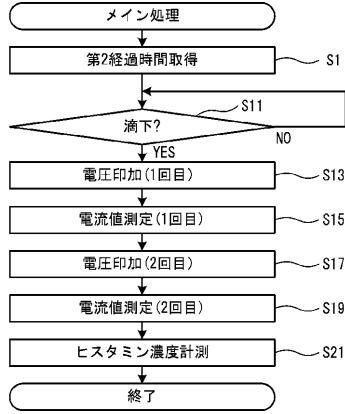 メイン処理
第2経過時間取得
S1
S11
滴下?
NO
YES
電圧印加(1回目)
S13
電流値測定(1回目)
S15
電圧印加(2回目)
S17
電流値測定(2回目)
S19
ヒスタミン濃度計測
S21
終了